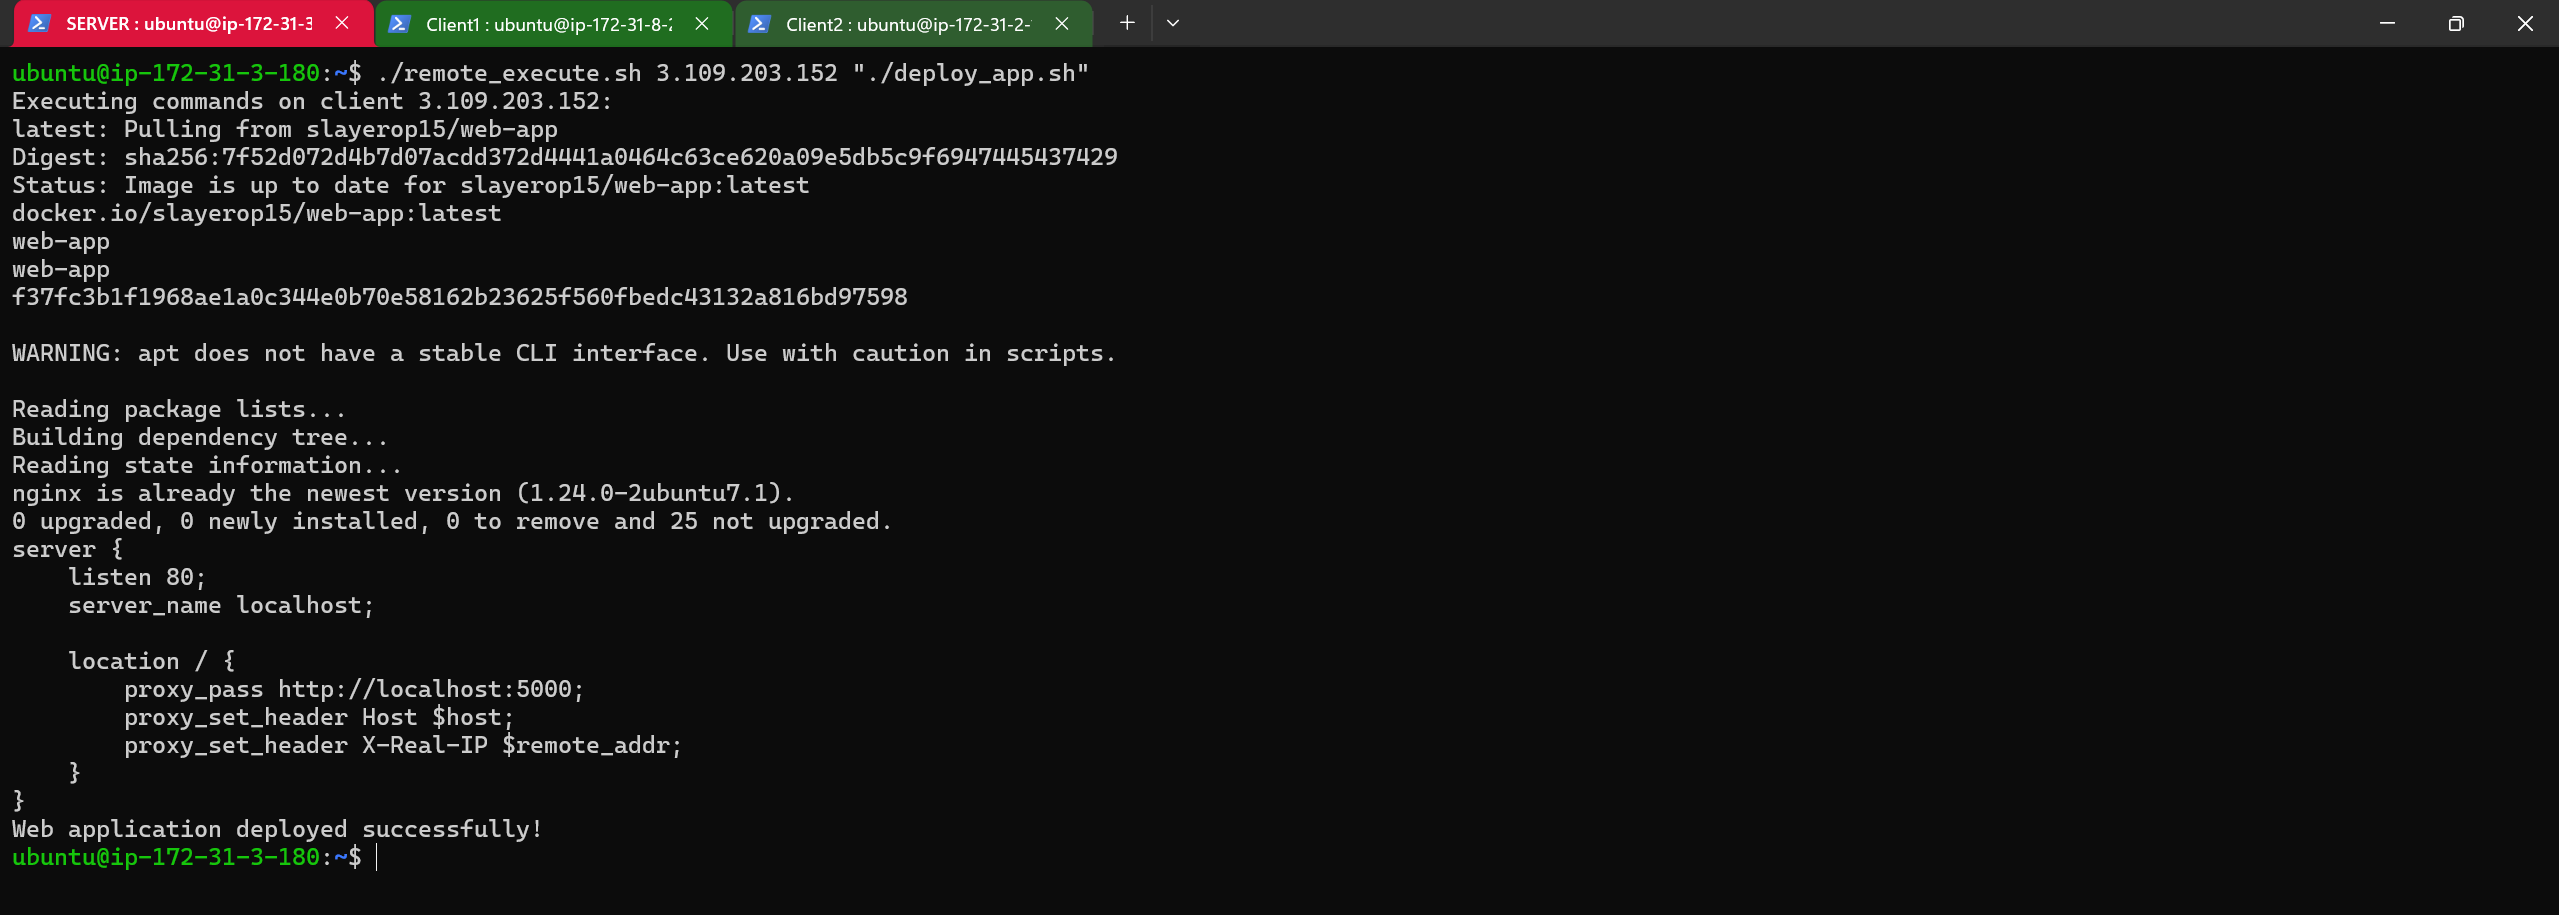 SERVER : ubuntu@ip-172-31-3
Client1 : ubuntu@ip-172-31-8-2
Client2 : ubuntu@ip-172-31-2-
ubuntu@ip-172-31-3-180:~$ ./remote_execute.sh 3.109.203.152 "./deploy_app.sh"
Executing commands on client 3.109.203.152:
latest: Pulling from slayerop15/web-app
Digest: sha256:7f52d072d4b7d07acdd372d4441a0464c63ce620a09e5db5c9f6947445437429
Status: Image is up to date for slayerop15/web-app:latest
docker.io/slayerop15/web-app:latest
web-app
web-app
f37fc3b1f1968ae1a0c344e0b70e58162b23625f560fbedc43132a816bd97598
WARNING: apt does not have a stable CLI interface. Use with caution in scripts.
Reading package lists...
Building dependency tree...
Reading state information...
nginx is already the newest version (1.24.0-2ubuntu7.1).
0 upgraded, 0 newly installed, 0 to remove and 25 not upgraded.
server {
    listen 80;
    server_name localhost;
    location / {
        proxy_pass http://localhost:5000;
        proxy_set_header Host $host;
        proxy_set_header X-Real-IP $remote_addr;
    }
}
Web application deployed successfully!
ubuntu@ip-172-31-3-180:~$